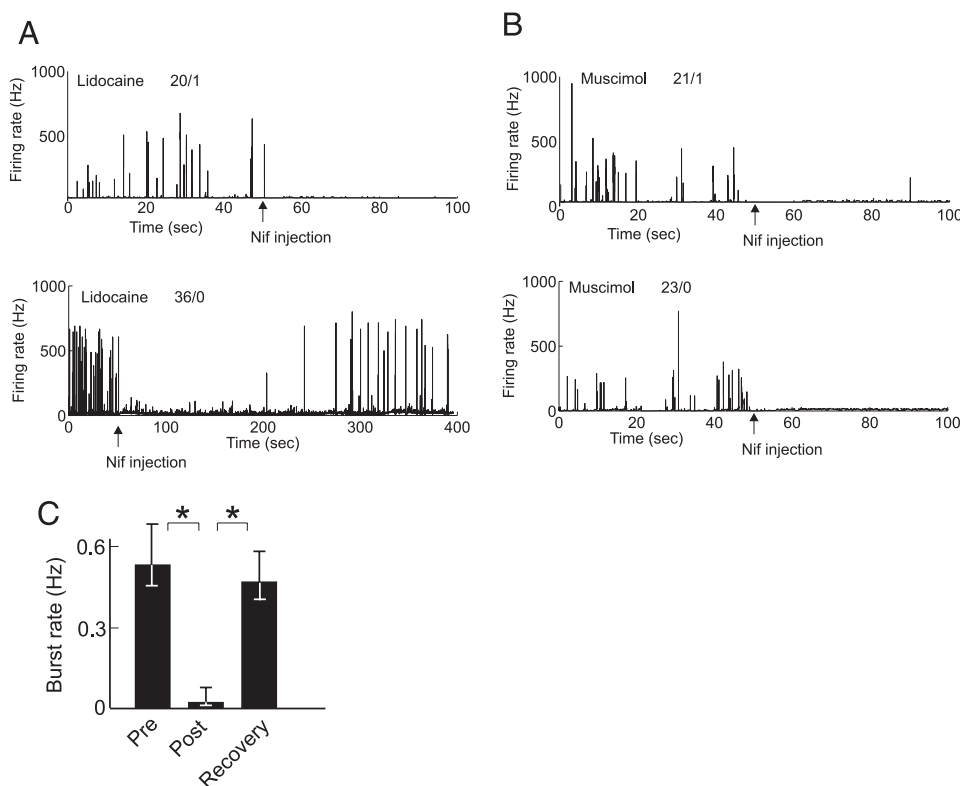 A
Firing rate (Hz)
1000
500
0
Lidocaine 20/1
0 20 40 60 80 100
Time (sec)
Nif injection
Firing rate (Hz)
1000
500
0
Lidocaine 36/0
0 100 200 300 400
Time (sec)
Nif injection
B
Firing rate (Hz)
1000
500
0
Muscimol 21/1
0 20 40 60 80 100
Time (sec)
Nif injection
Firing rate (Hz)
1000
500
0
Muscimol 23/0
0 20 40 60 80 100
Time (sec)
Nif injection
C
* *
Burst rate (Hz)
0.6
0.3
0
Pre
Post
Recovery